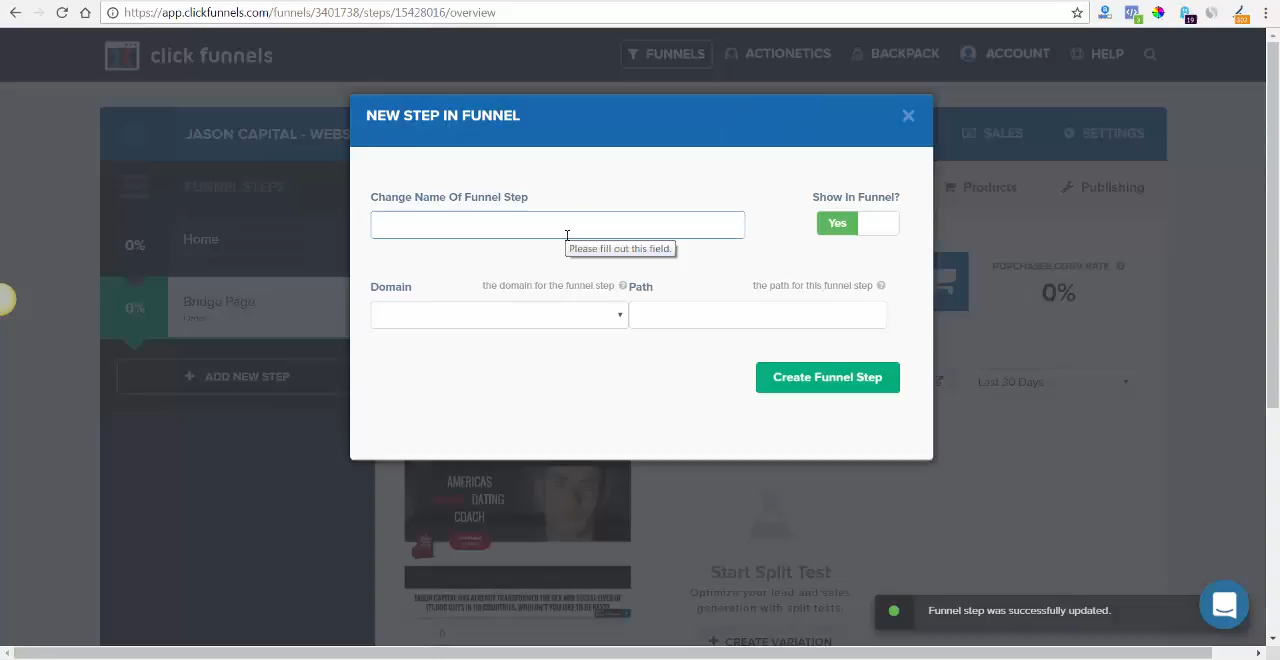 https://app.clickfunnels.com/funnels/3401738/steps/15428016/overview
3
19
102
click funnels
FUNNELS
ACTIONETICS
BACKPACK
ACCOUNT
HELP
JASON CAPITAL - WEBS
SALES
SETTINGS
NEW STEP IN FUNNEL
FUNNEL STEPS
Products
Publishing
Change Name Of Funnel Step
Show In Funnel?
Yes
0%
Home
Please fill out this field.
PURCHASES CONV RATE
0%
Domain
the domain for the funnel step
Path
the path for this funnel step
0%
Bridge Page
Order
ADD NEW STEP
Create Funnel Step
Last 30 Days
AMERICAS
DATING
COACH
Start Split Test
Optimize your lead and sales
generation with split tests.
CREATE VARIATION
Funnel step was successfully updated.